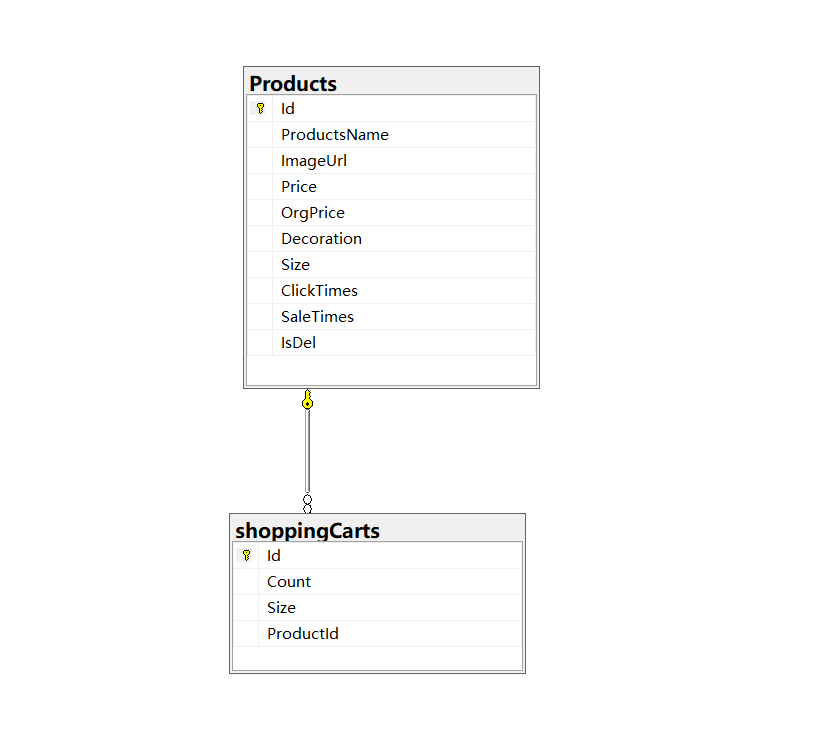 Products
Id
ProductsName
ImageUrl
Price
OrgPrice
Decoration
Size
ClickTimes
SaleTimes
IsDel
shoppingCarts
Id
Count
Size
ProductId